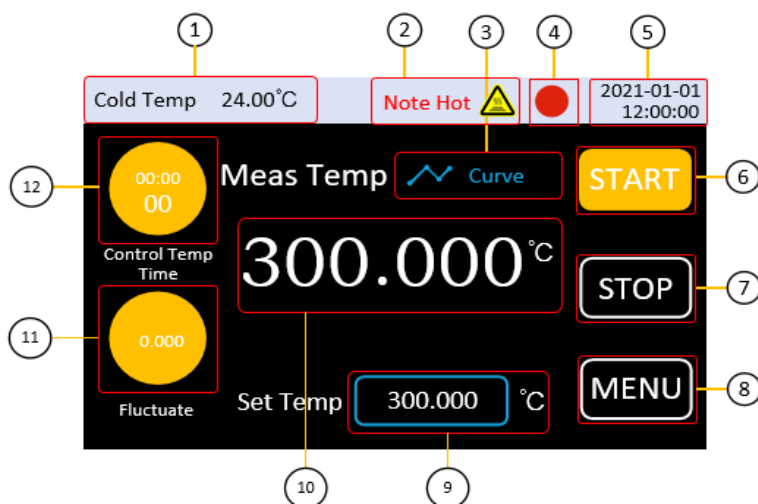 1
2
3
4
5
Cold Temp 24.00°C
Note Hot
2021-01-01
12:00:00
12
00:00
00
Control Temp
Time
Meas Temp
Curve
START
6
300.000 °C
STOP
7
11
0.000
Fluctuate
Set Temp 300.000 °C
MENU
8
10
9